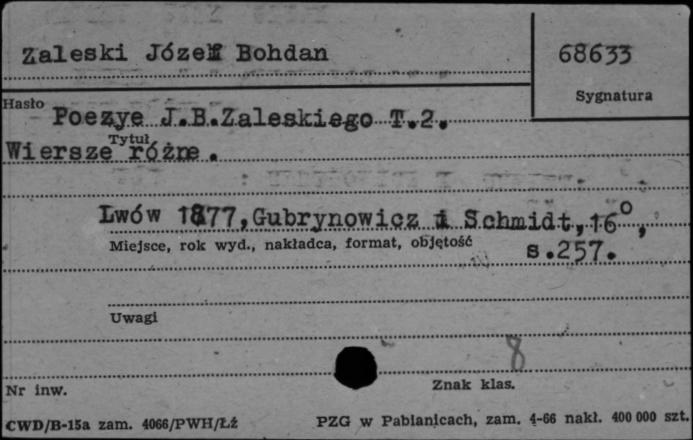 Zaleski Józef Bohdan
68633
Sygnatura
Hasło
Poezye J.B.Zaleskiego T.2.
Tytuł
Wiersze różne.
Lwów 1877,Gubrynowicz i Schmidt,16°,
Miejsce, rok wyd., nakładca, format, objętość
s.257.
Uwagi
8
Nr inw.
Znak klas.
CWD/B-15a zam. 4066/PWH/Łź
PZG w Pabianicach, zam. 4-66 nakł. 400 000 szt.